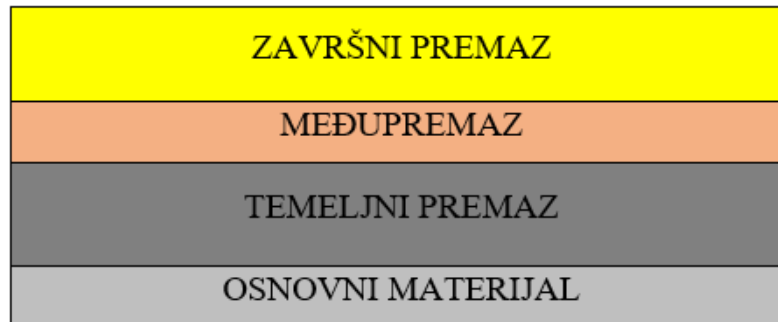 ZAVRŠNI PREMAZ
MEĐUPREMAZ
TEMELJNI PREMAZ
OSNOVNI MATERIJAL